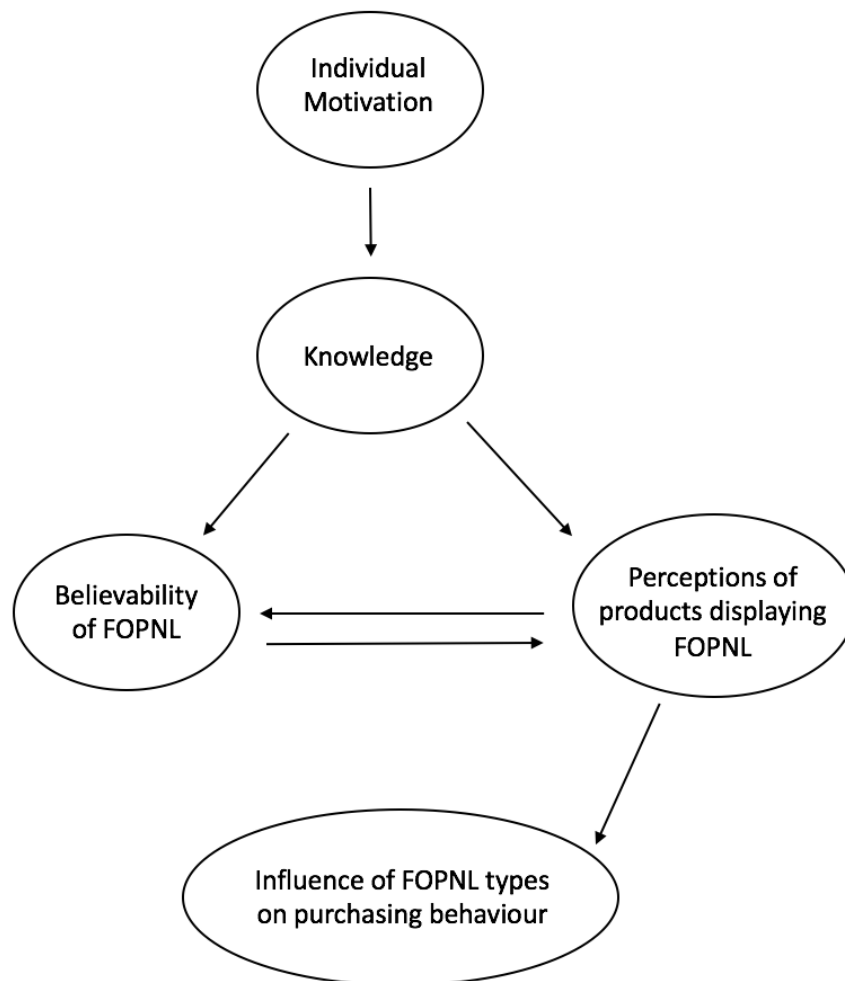 Individual
Motivation
Knowledge
Believability
of FOPNL
Perceptions of
products displaying
FOPNL
Influence of FOPNL types
on purchasing behaviour